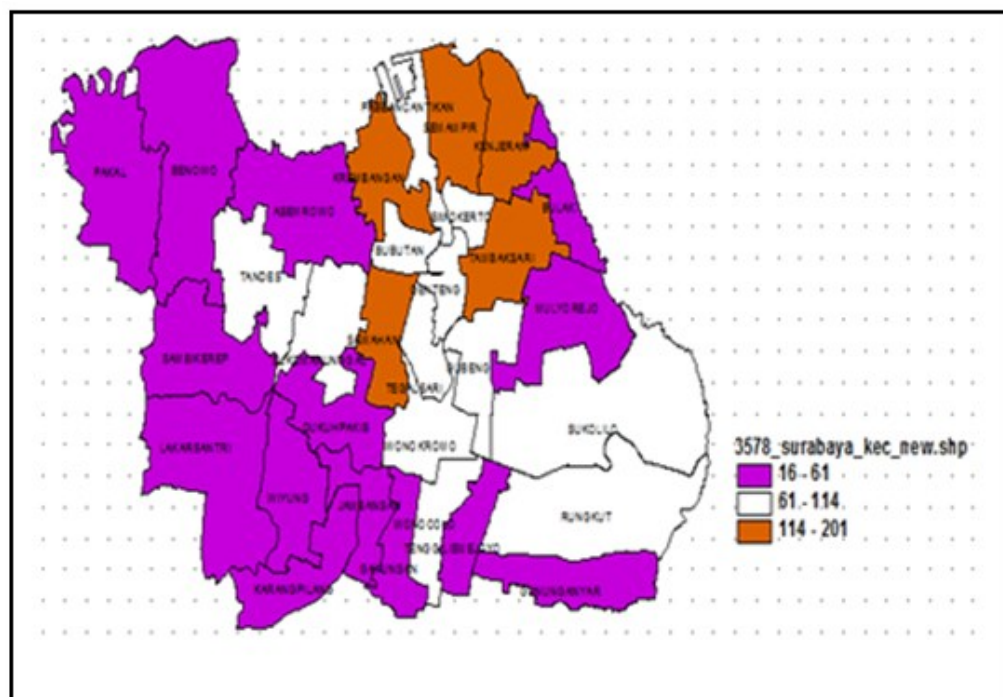 PAKAL
BENOWO
ASEMROWO
KREMBANGAN
SEMAMPIR
KENJERAN
BULAK
SIMOKERTO
BUBUTAN
TAMBAKSARI
TANDES
GENTENG
MULYOREJO
SAWAHAN
SAMBIKEREP
GUBENG
TEGALSARI
DUKUHPAKIS
SUKOLILO
LAKARSANTRI
WONOKROMO
WIYUNG
JAMBANGAN
RUNGKUT
GAYUNGAN
KARANGPILANG
GUNUNGANYAR
3578_surabaya_kec_new.shp
16 - 61
61 - 114
114 - 201